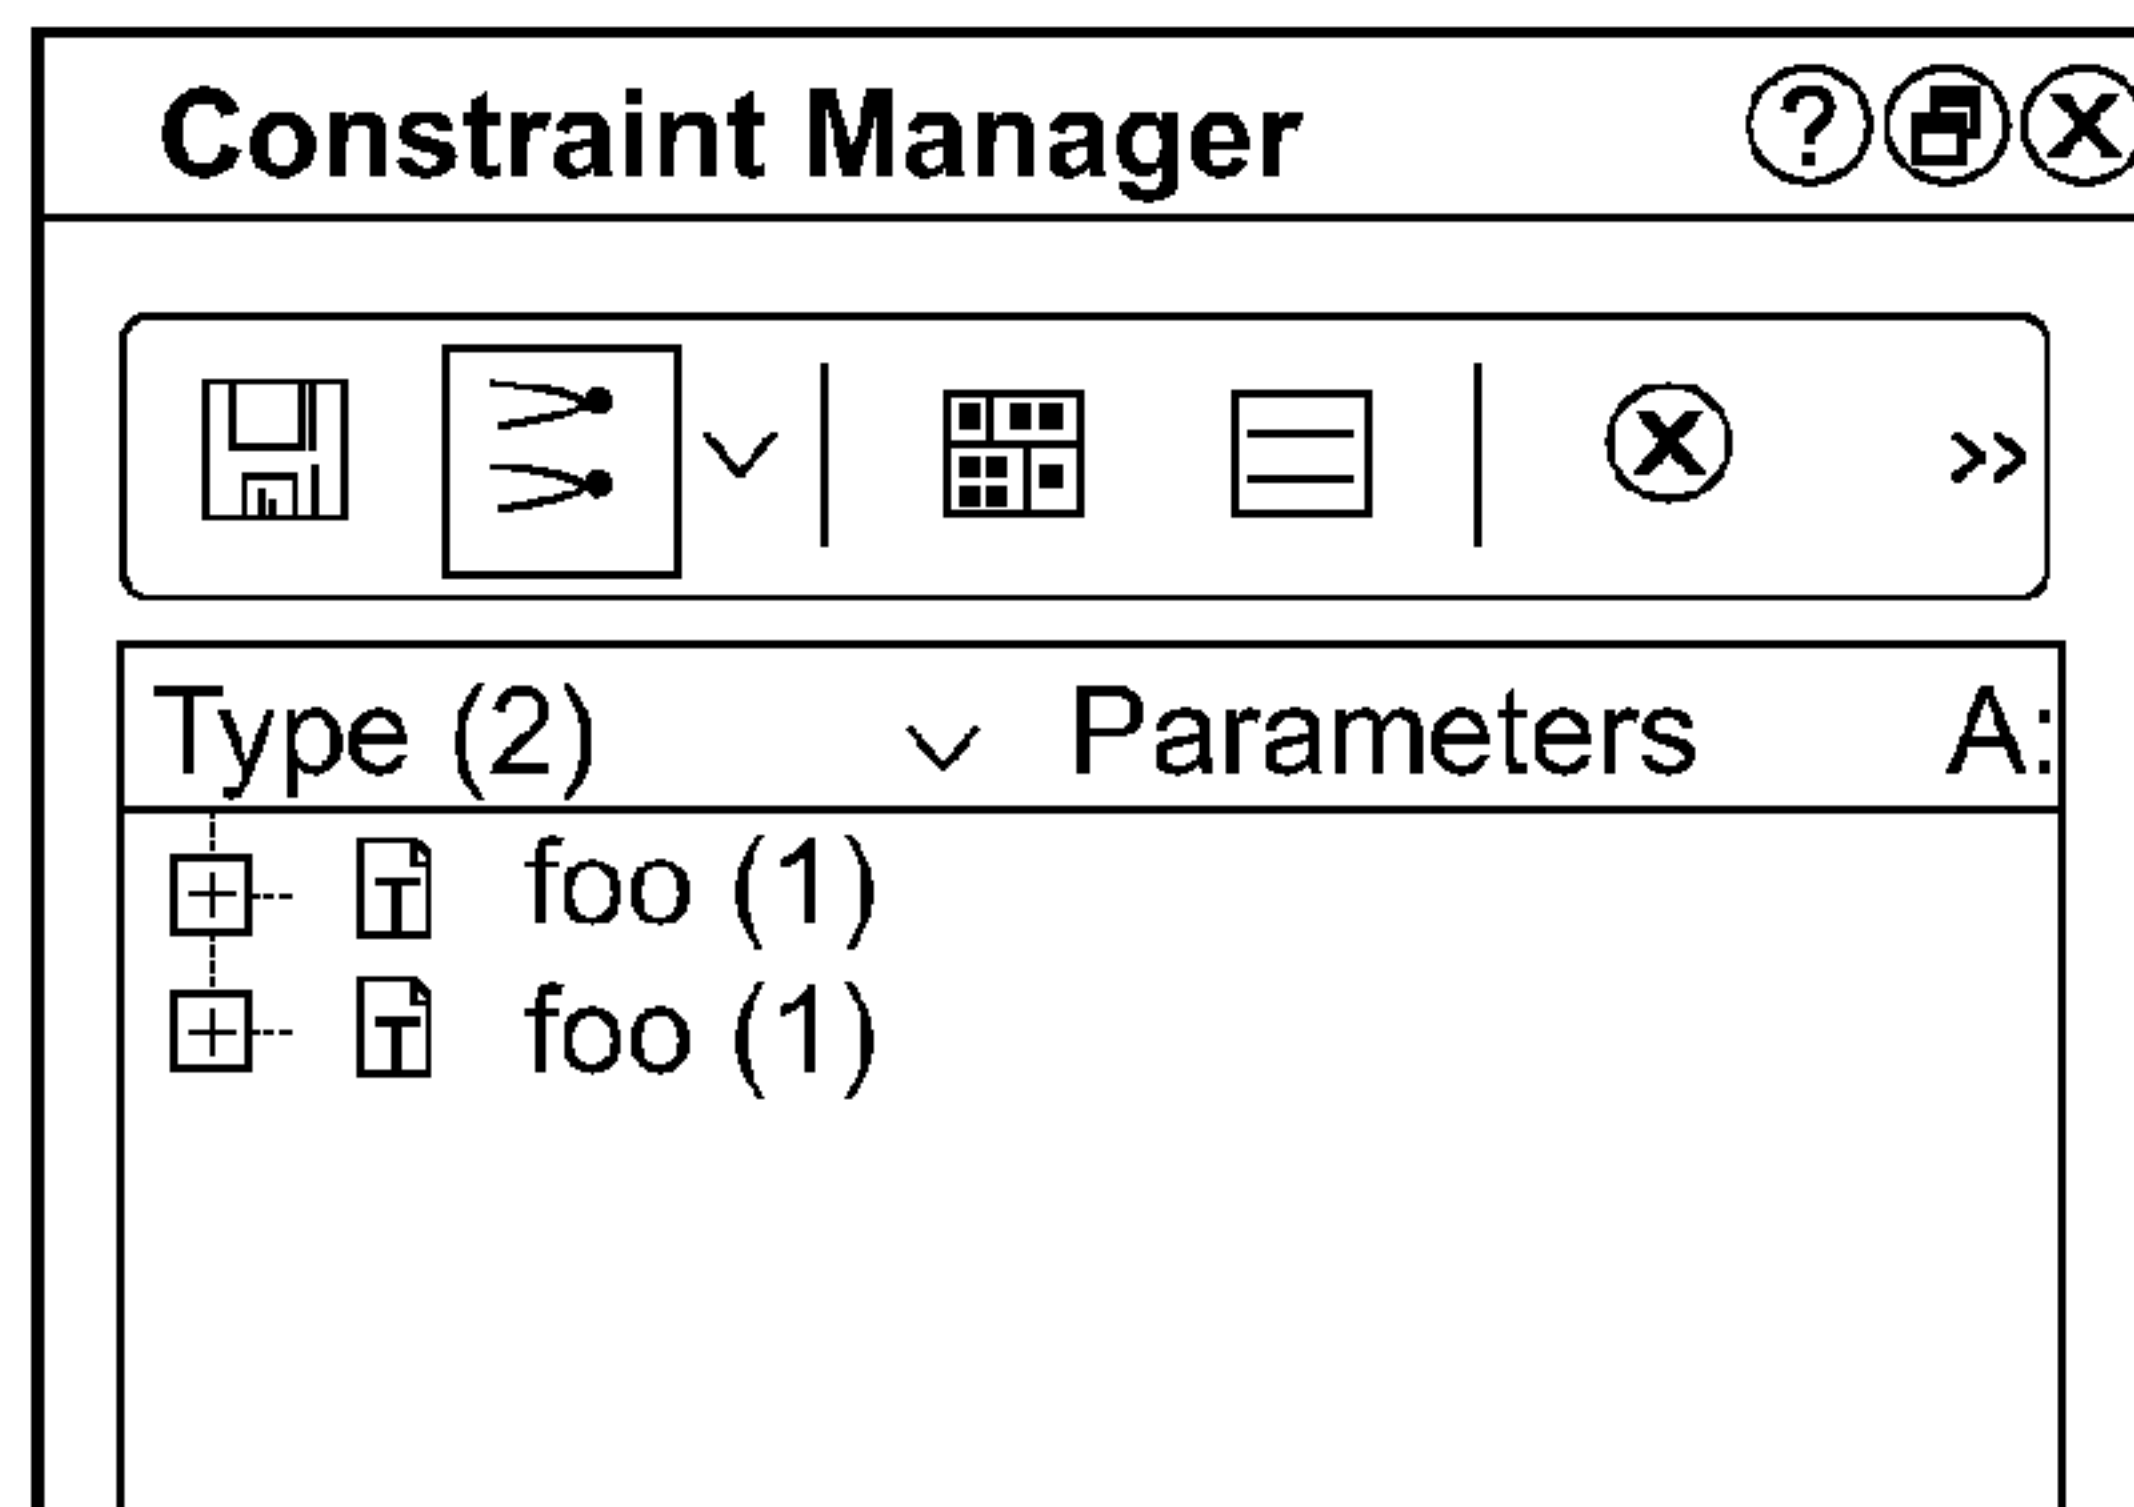 Constraint Manager ?
Type (2) Parameters A:
foo (1)
foo (1)